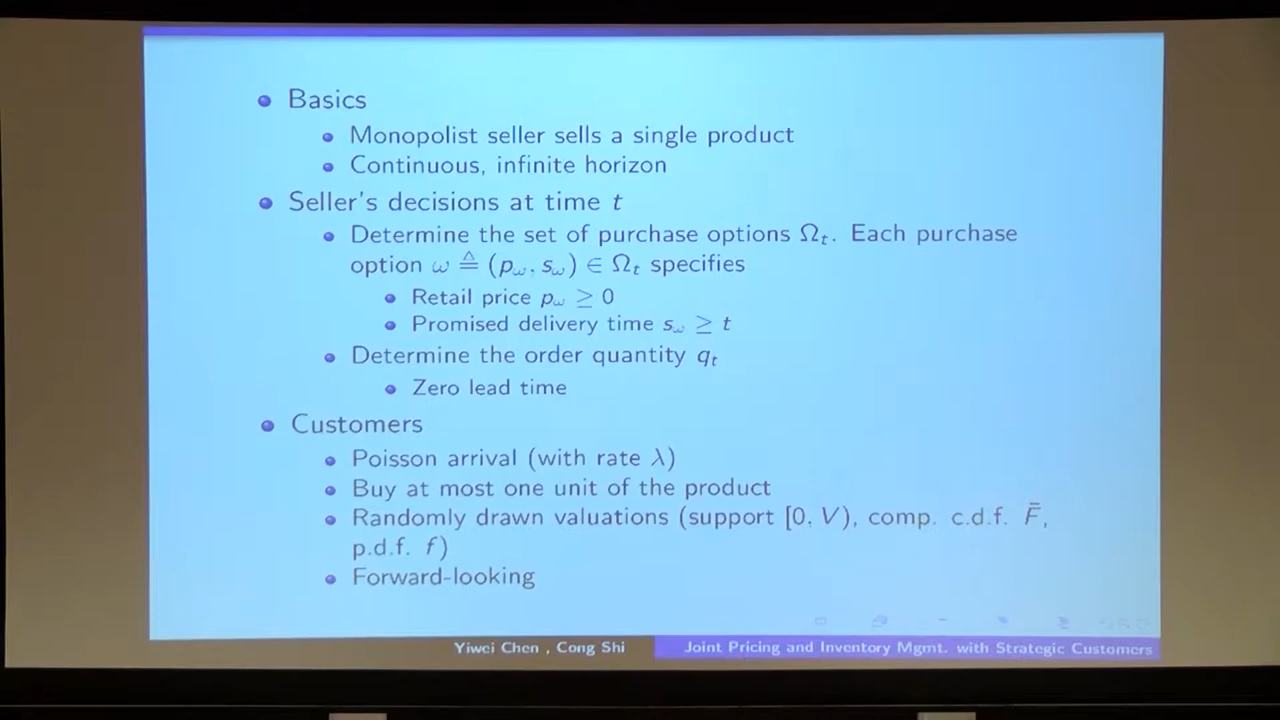 Basics
Monopolist seller sells a single product
Continuous, infinite horizon
Seller's decisions at time t
Determine the set of purchase options Ωₜ. Each purchase
option ω ≜ (p_ω, s_ω) ∈ Ωₜ specifies
Retail price p_ω ≥ 0
Promised delivery time s_ω ≥ t
Determine the order quantity qₜ
Zero lead time
Customers
Poisson arrival (with rate λ)
Buy at most one unit of the product
Randomly drawn valuations (support [0, V), comp. c.d.f. F̄,
p.d.f. f)
Forward-looking
Yiwei Chen , Cong Shi
Joint Pricing and Inventory Mgmt. with Strategic Customers